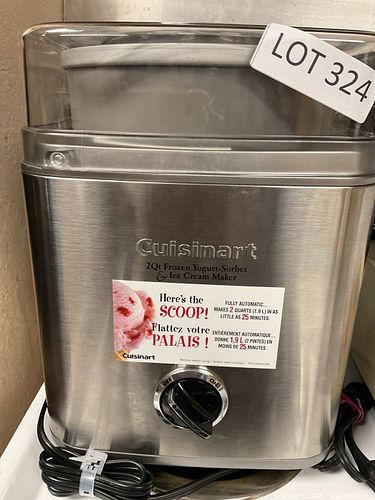 LOT 324
Cuisinart
2Qt Frozen Yogurt-Sorbet
& Ice Cream Maker
Here's the
SCOOP!
FULLY AUTOMATIC...
MAKES 2 QUARTS (1.9 L) IN AS
LITTLE AS 25 MINUTES.
Flattez votre
PALAIS !
ENTIÈREMENT AUTOMATIQUE...
DONNE 1,9 L (2 PINTES) EN
MOINS DE 25 MINUTES.
Cuisinart
OFF
ON